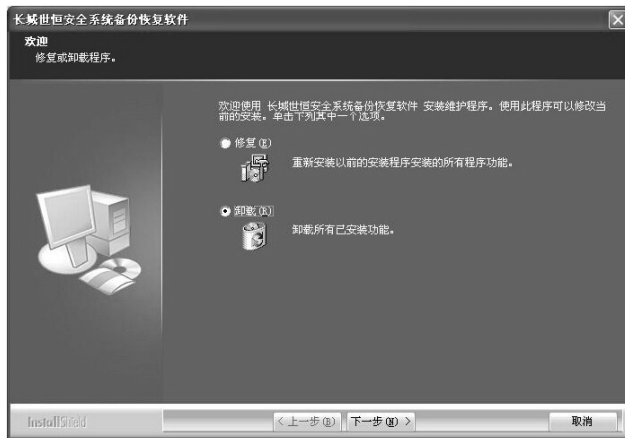 长城世恒安全系统备份恢复软件
欢迎
修复或卸载程序。
欢迎使用 长城世恒安全系统备份恢复软件 安装维护程序。使用此程序可以修改当
前的安装。单击下列其中一个选项。
修复(E)
重新安装以前的安装程序安装的所有程序功能。
卸载(R)
卸载所有已安装功能。
InstallShield
< 上一步(B)
下一步(N) >
取消